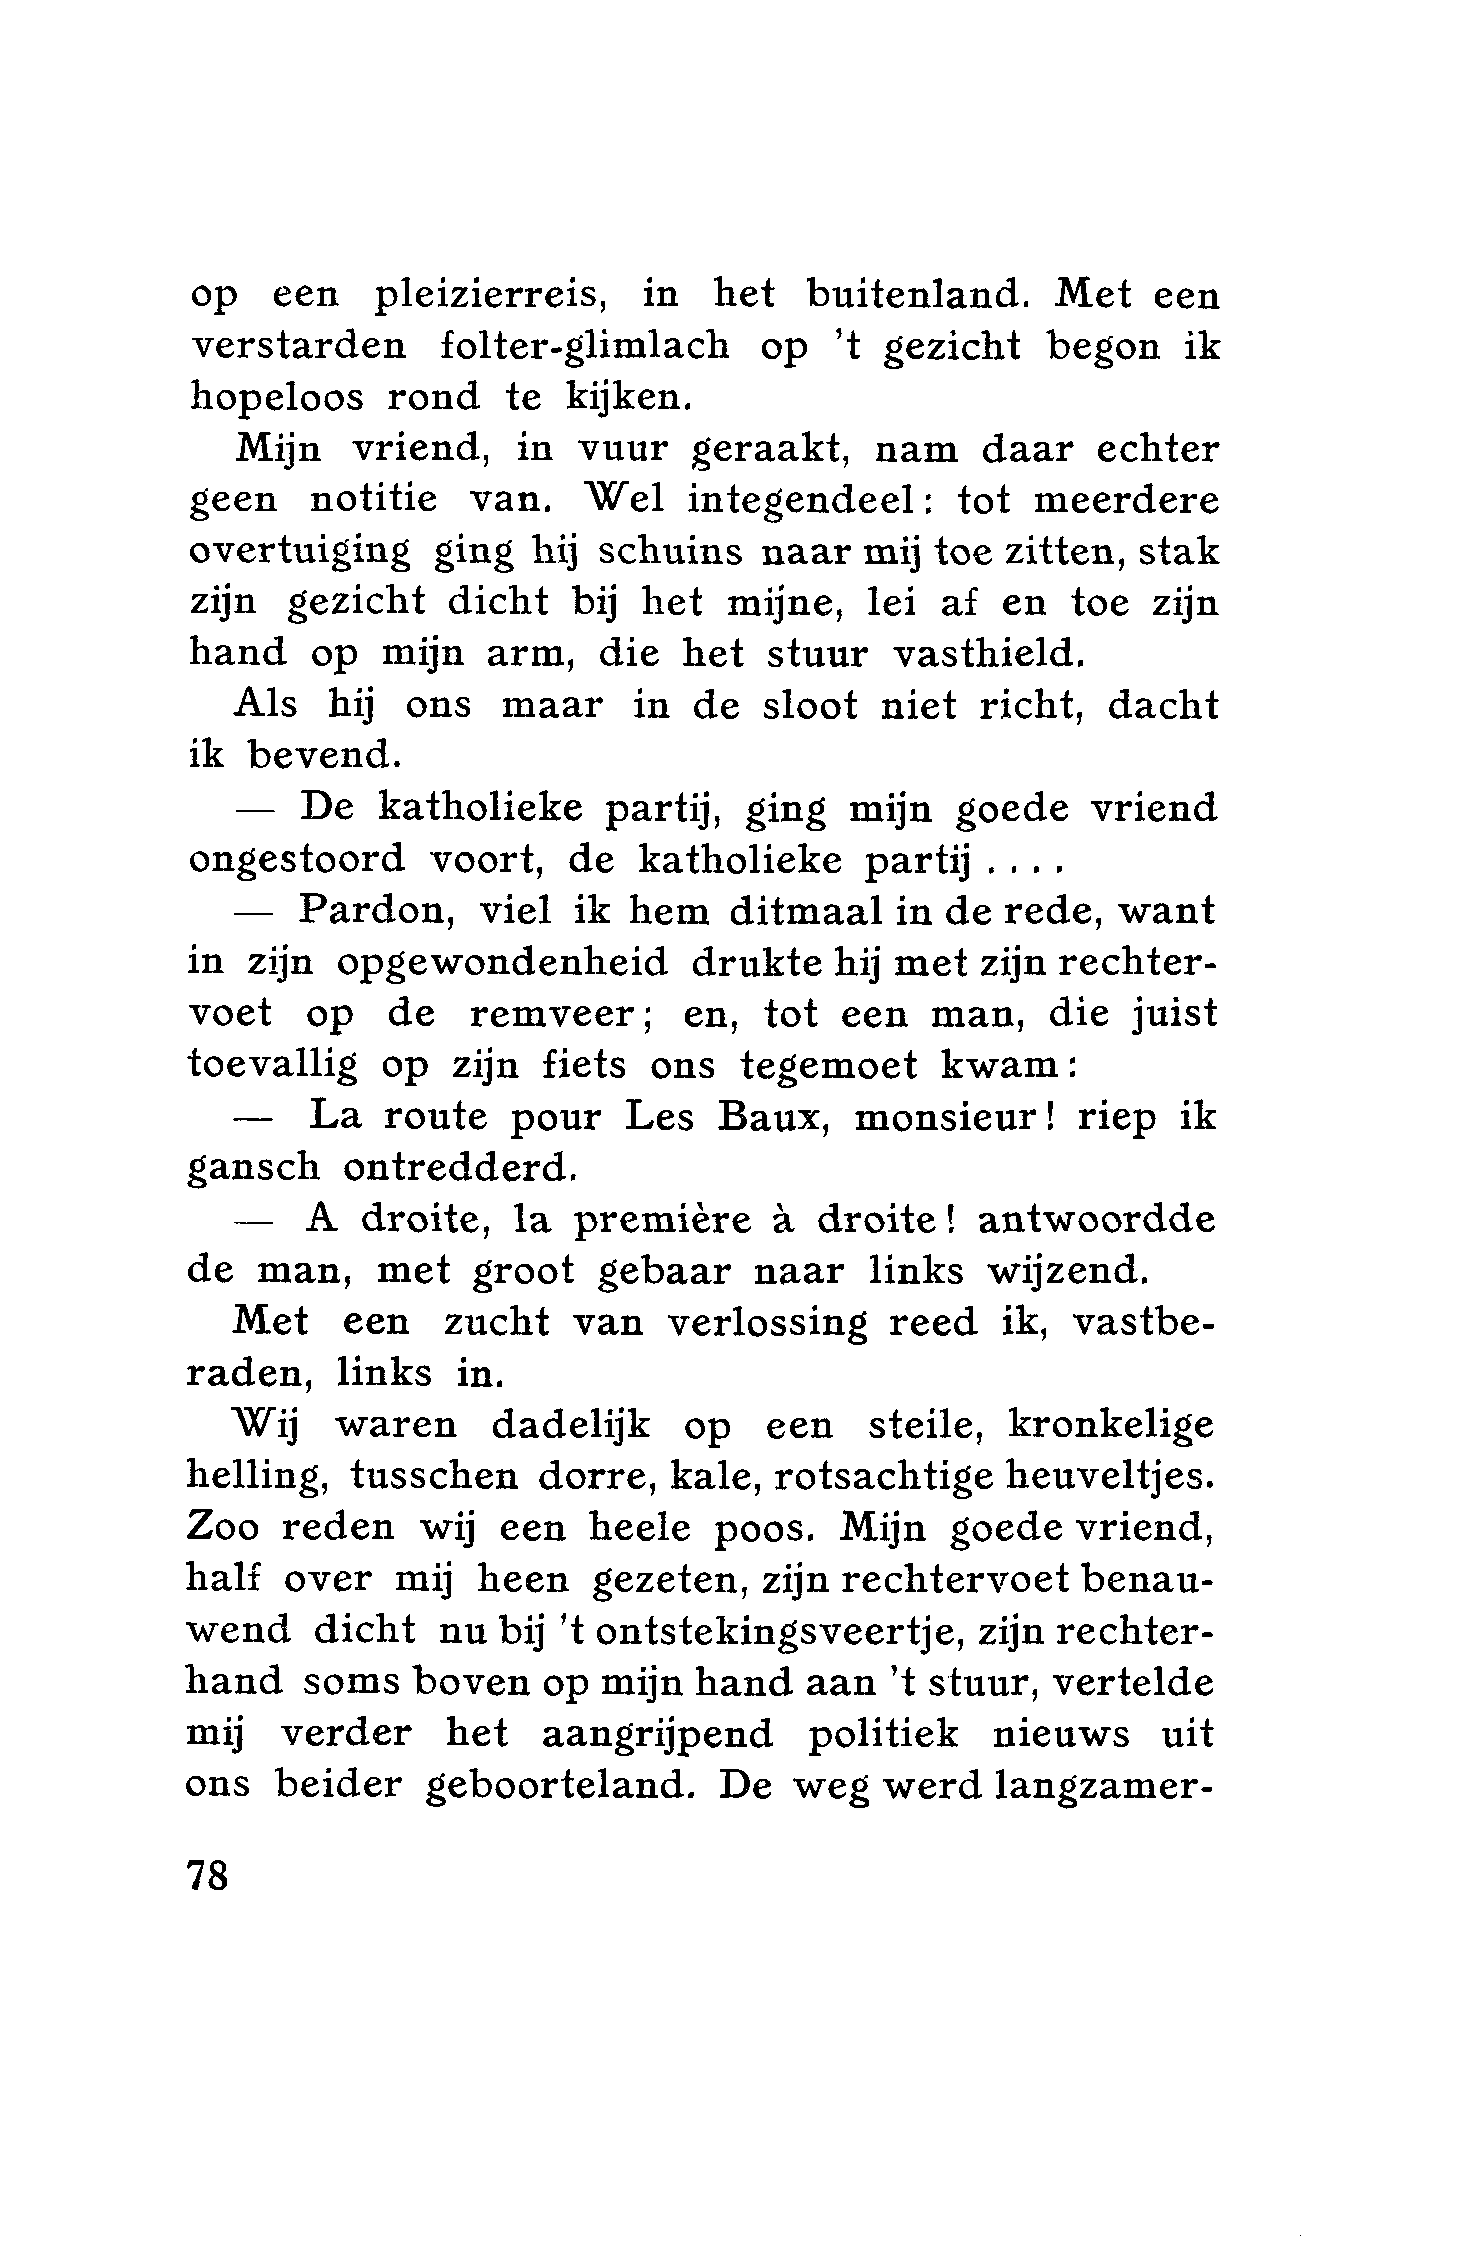 op een pleizierreis, in het buitenland. Met een
verstarden folter-glimlach op 't gezicht begon ik
hopeloos rond te kijken.
Mijn vriend, in vuur geraakt, nam daar echter
geen notitie van. Wel integendeel: tot meerdere
overtuiging ging hij schuins naar mij toe zitten, stak
zijn gezicht dicht bij het mijne, lei af en toe zijn
hand op mijn arm, die het stuur vasthield.
Als hij ons maar in de sloot niet richt, dacht
ik bevend.
— De katholieke partij, ging mijn goede vriend
ongestoord voort, de katholieke partij ....
— Pardon, viel ik hem ditmaal in de rede, want
in zijn opgewondenheid drukte hij met zijn rechter-
voet op de remveer; en, tot een man, die juist
toevallig op zijn fiets ons tegemoet kwam:
— La route pour Les Baux, monsieur! riep ik
gansch ontredderd.
— A droite, la première à droite! antwoordde
de man, met groot gebaar naar links wijzend.
Met een zucht van verlossing reed ik, vastbe-
raden, links in.
Wij waren dadelijk op een steile, kronkelige
helling, tusschen dorre, kale, rotsachtige heuveltjes.
Zoo reden wij een heele poos. Mijn goede vriend,
half over mij heen gezeten, zijn rechtervoet benau-
wend dicht nu bij 't ontstekingsveertje, zijn rechter-
hand soms boven op mijn hand aan 't stuur, vertelde
mij verder het aangrijpend politiek nieuws uit
ons beider geboorteland. De weg werd langzamer-
78